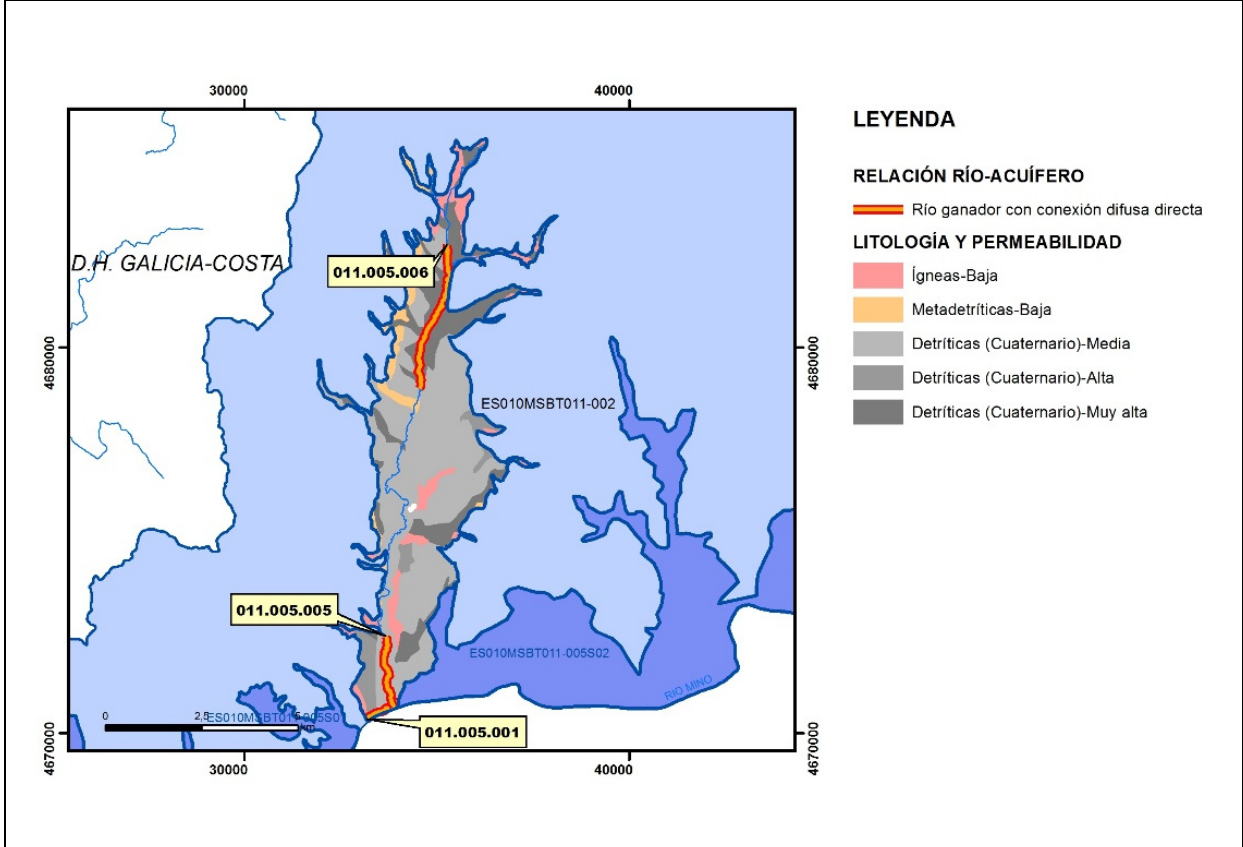 30000
40000
LEYENDA
RELACIÓN RÍO-ACUÍFERO
Río ganador con conexión difusa directa
LITOLOGÍA Y PERMEABILIDAD
D.H. GALICIA-COSTA
011.005.006
Ígneas-Baja
Metadetríticas-Baja
4680000
4680000
Detríticas (Cuaternario)-Media
Detríticas (Cuaternario)-Alta
ES010MSBT011-002
Detríticas (Cuaternario)-Muy alta
011.005.005
ES010MSBT011-005S02
RIO MINO
0
2,5
5
km
011.005.001
4670000
4670000
30000
40000